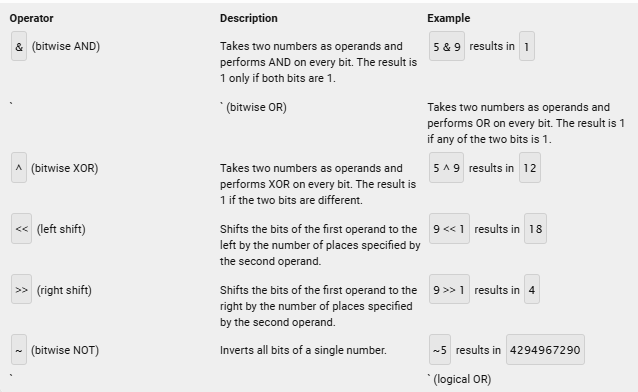 Operator Description Example
& (bitwise AND) Takes two numbers as operands and performs AND on every bit. The result is 1 only if both bits are 1. 5 & 9 results in 1
` ` (bitwise OR) Takes two numbers as operands and performs OR on every bit. The result is 1 if any of the two bits is 1.
^ (bitwise XOR) Takes two numbers as operands and performs XOR on every bit. The result is 1 if the two bits are different. 5 ^ 9 results in 12
<< (left shift) Shifts the bits of the first operand to the left by the number of places specified by the second operand. 9 << 1 results in 18
>> (right shift) Shifts the bits of the first operand to the right by the number of places specified by the second operand. 9 >> 1 results in 4
~ (bitwise NOT) Inverts all bits of a single number. ~5 results in 4294967290
` ` (logical OR)